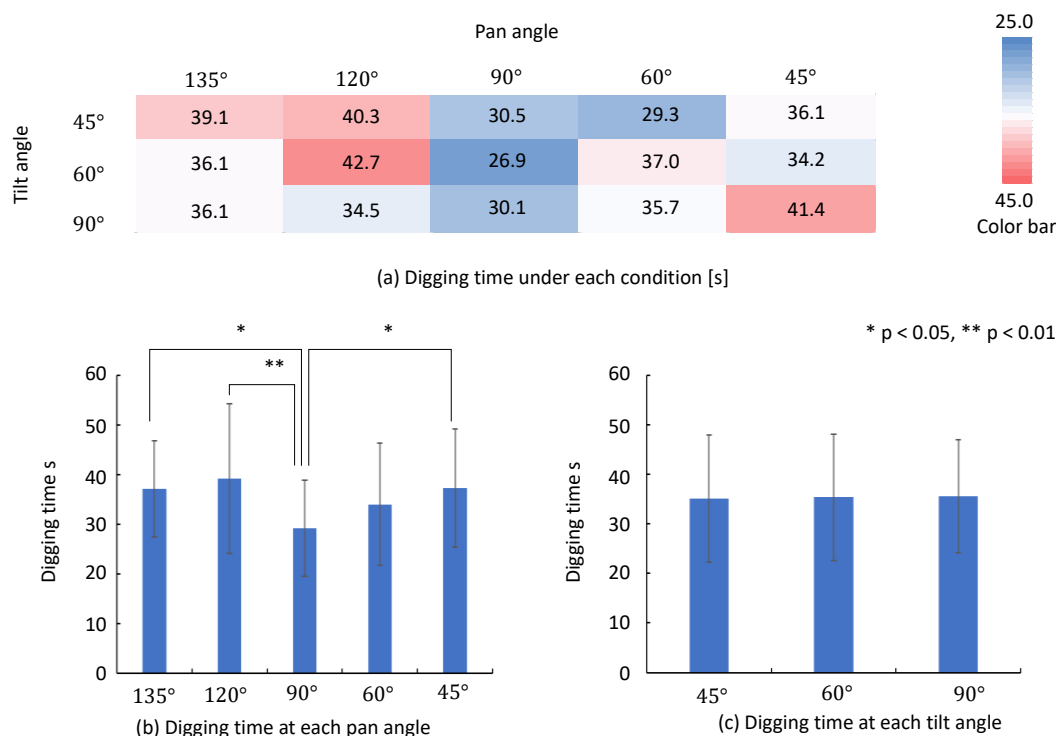 Pan angle
25.0
135° 120° 90° 60° 45°
Tilt angle
45° 39.1 40.3 30.5 29.3 36.1
60° 36.1 42.7 26.9 37.0 34.2
90° 36.1 34.5 30.1 35.7 41.4
45.0
Color bar
(a) Digging time under each condition [s]
* p < 0.05, ** p < 0.01
* ** *
Digging time s
60
50
40
30
20
10
0
135° 120° 90° 60° 45°
(b) Digging time at each pan angle
Digging time s
60
50
40
30
20
10
0
45° 60° 90°
(c) Digging time at each tilt angle